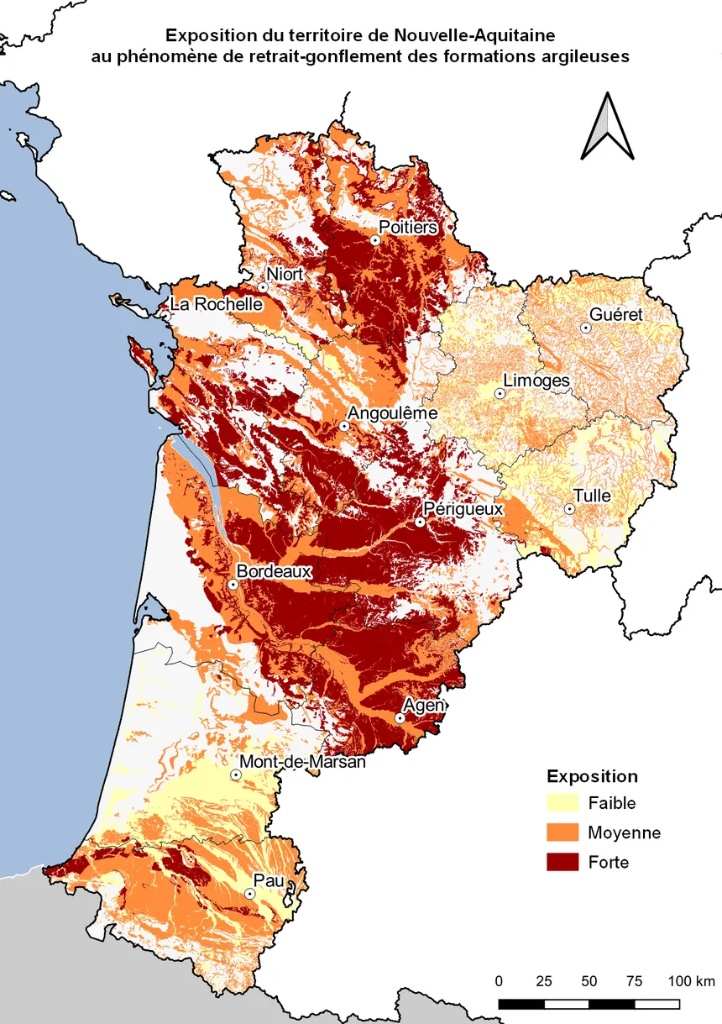 Exposition du territoire de Nouvelle-Aquitaine
au phénomène de retrait-gonflement des formations argileuses
Poitiers
Niort
La Rochelle
Guéret
Limoges
Angoulême
Tulle
Périgueux
Bordeaux
Agen
Mont-de-Marsan
Exposition
Faible
Moyenne
Forte
Pau
0 25 50 75 100 km